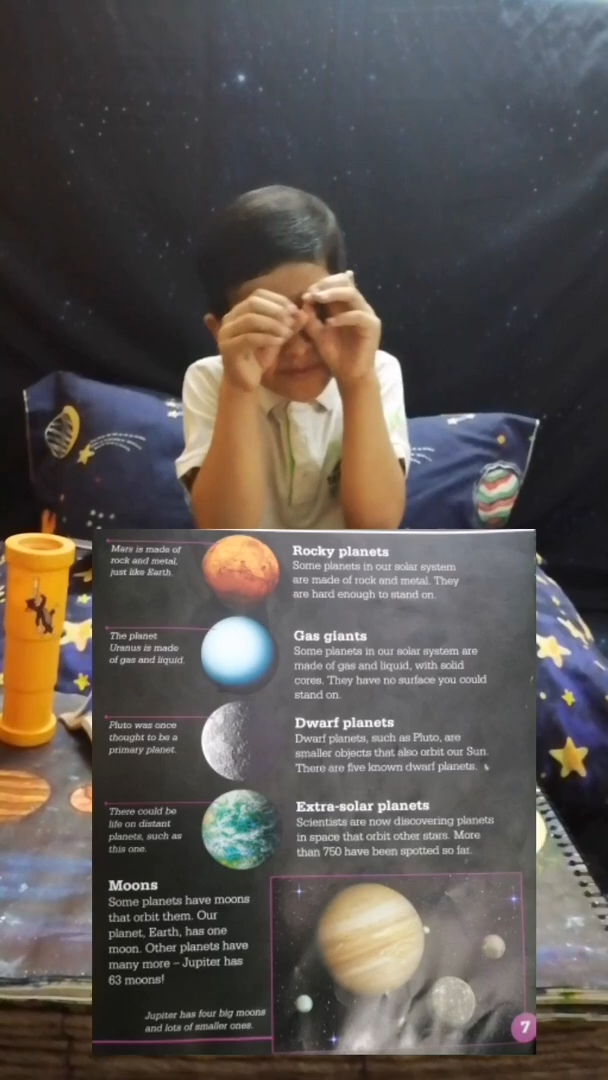 Mars is made of
rock and metal,
just like Earth.
Rocky planets
Some planets in our solar system
are made of rock and metal. They
are hard enough to stand on.
The planet
Uranus is made
of gas and liquid.
Gas giants
Some planets in our solar system are
made of gas and liquid, with solid
cores. They have no surface you could
stand on.
Pluto was once
thought to be a
primary planet.
Dwarf planets
Dwarf planets, such as Pluto, are
smaller objects that also orbit our Sun.
There are five known dwarf planets.
There could be
life on distant
planets, such as
this one.
Extra-solar planets
Scientists are now discovering planets
in space that orbit other stars. More
than 750 have been spotted so far.
Moons
Some planets have moons
that orbit them. Our
planet, Earth, has one
moon. Other planets have
many more – Jupiter has
63 moons!
Jupiter has four big moons
and lots of smaller ones.
7